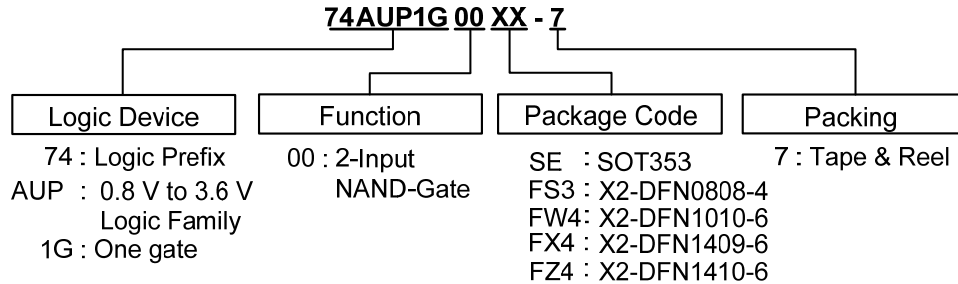 74AUP1G 00 XX - 7
Logic Device
74 : Logic Prefix
AUP : 0.8 V to 3.6 V
Logic Family
1G : One gate
Function
00 : 2-Input
NAND-Gate
Package Code
SE : SOT353
FS3 : X2-DFN0808-4
FW4: X2-DFN1010-6
FX4 : X2-DFN1409-6
FZ4 : X2-DFN1410-6
Packing
7 : Tape & Reel